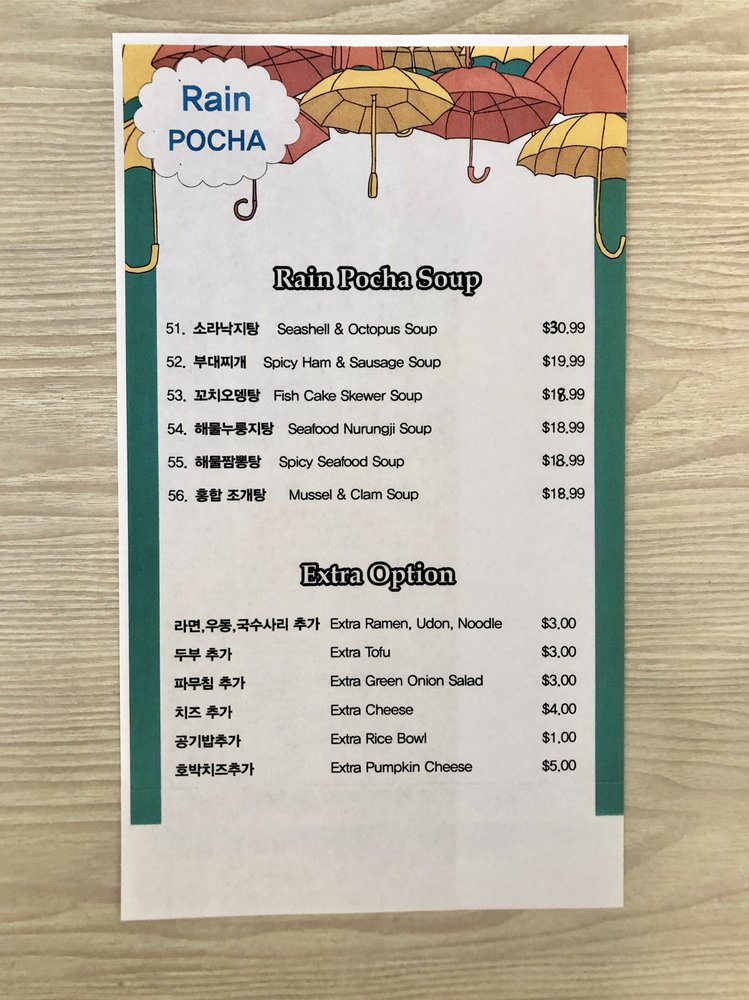 Rain
POCHA
Rain Pocha Soup
51. 소라낙지탕 Seashell & Octopus Soup $30.99
52. 부대찌개 Spicy Ham & Sausage Soup $19.99
53. 꼬치오뎅탕 Fish Cake Skewer Soup $18.99
54. 해물누룽지탕 Seafood Nurungji Soup $18.99
55. 해물짬뽕탕 Spicy Seafood Soup $18.99
56. 홍합 조개탕 Mussel & Clam Soup $18.99
Extra Option
라면,우동,국수사리 추가 Extra Ramen, Udon, Noodle $3.00
두부 추가 Extra Tofu $3.00
파무침 추가 Extra Green Onion Salad $3.00
치즈 추가 Extra Cheese $4.00
공기밥추가 Extra Rice Bowl $1.00
호박치즈추가 Extra Pumpkin Cheese $5.00